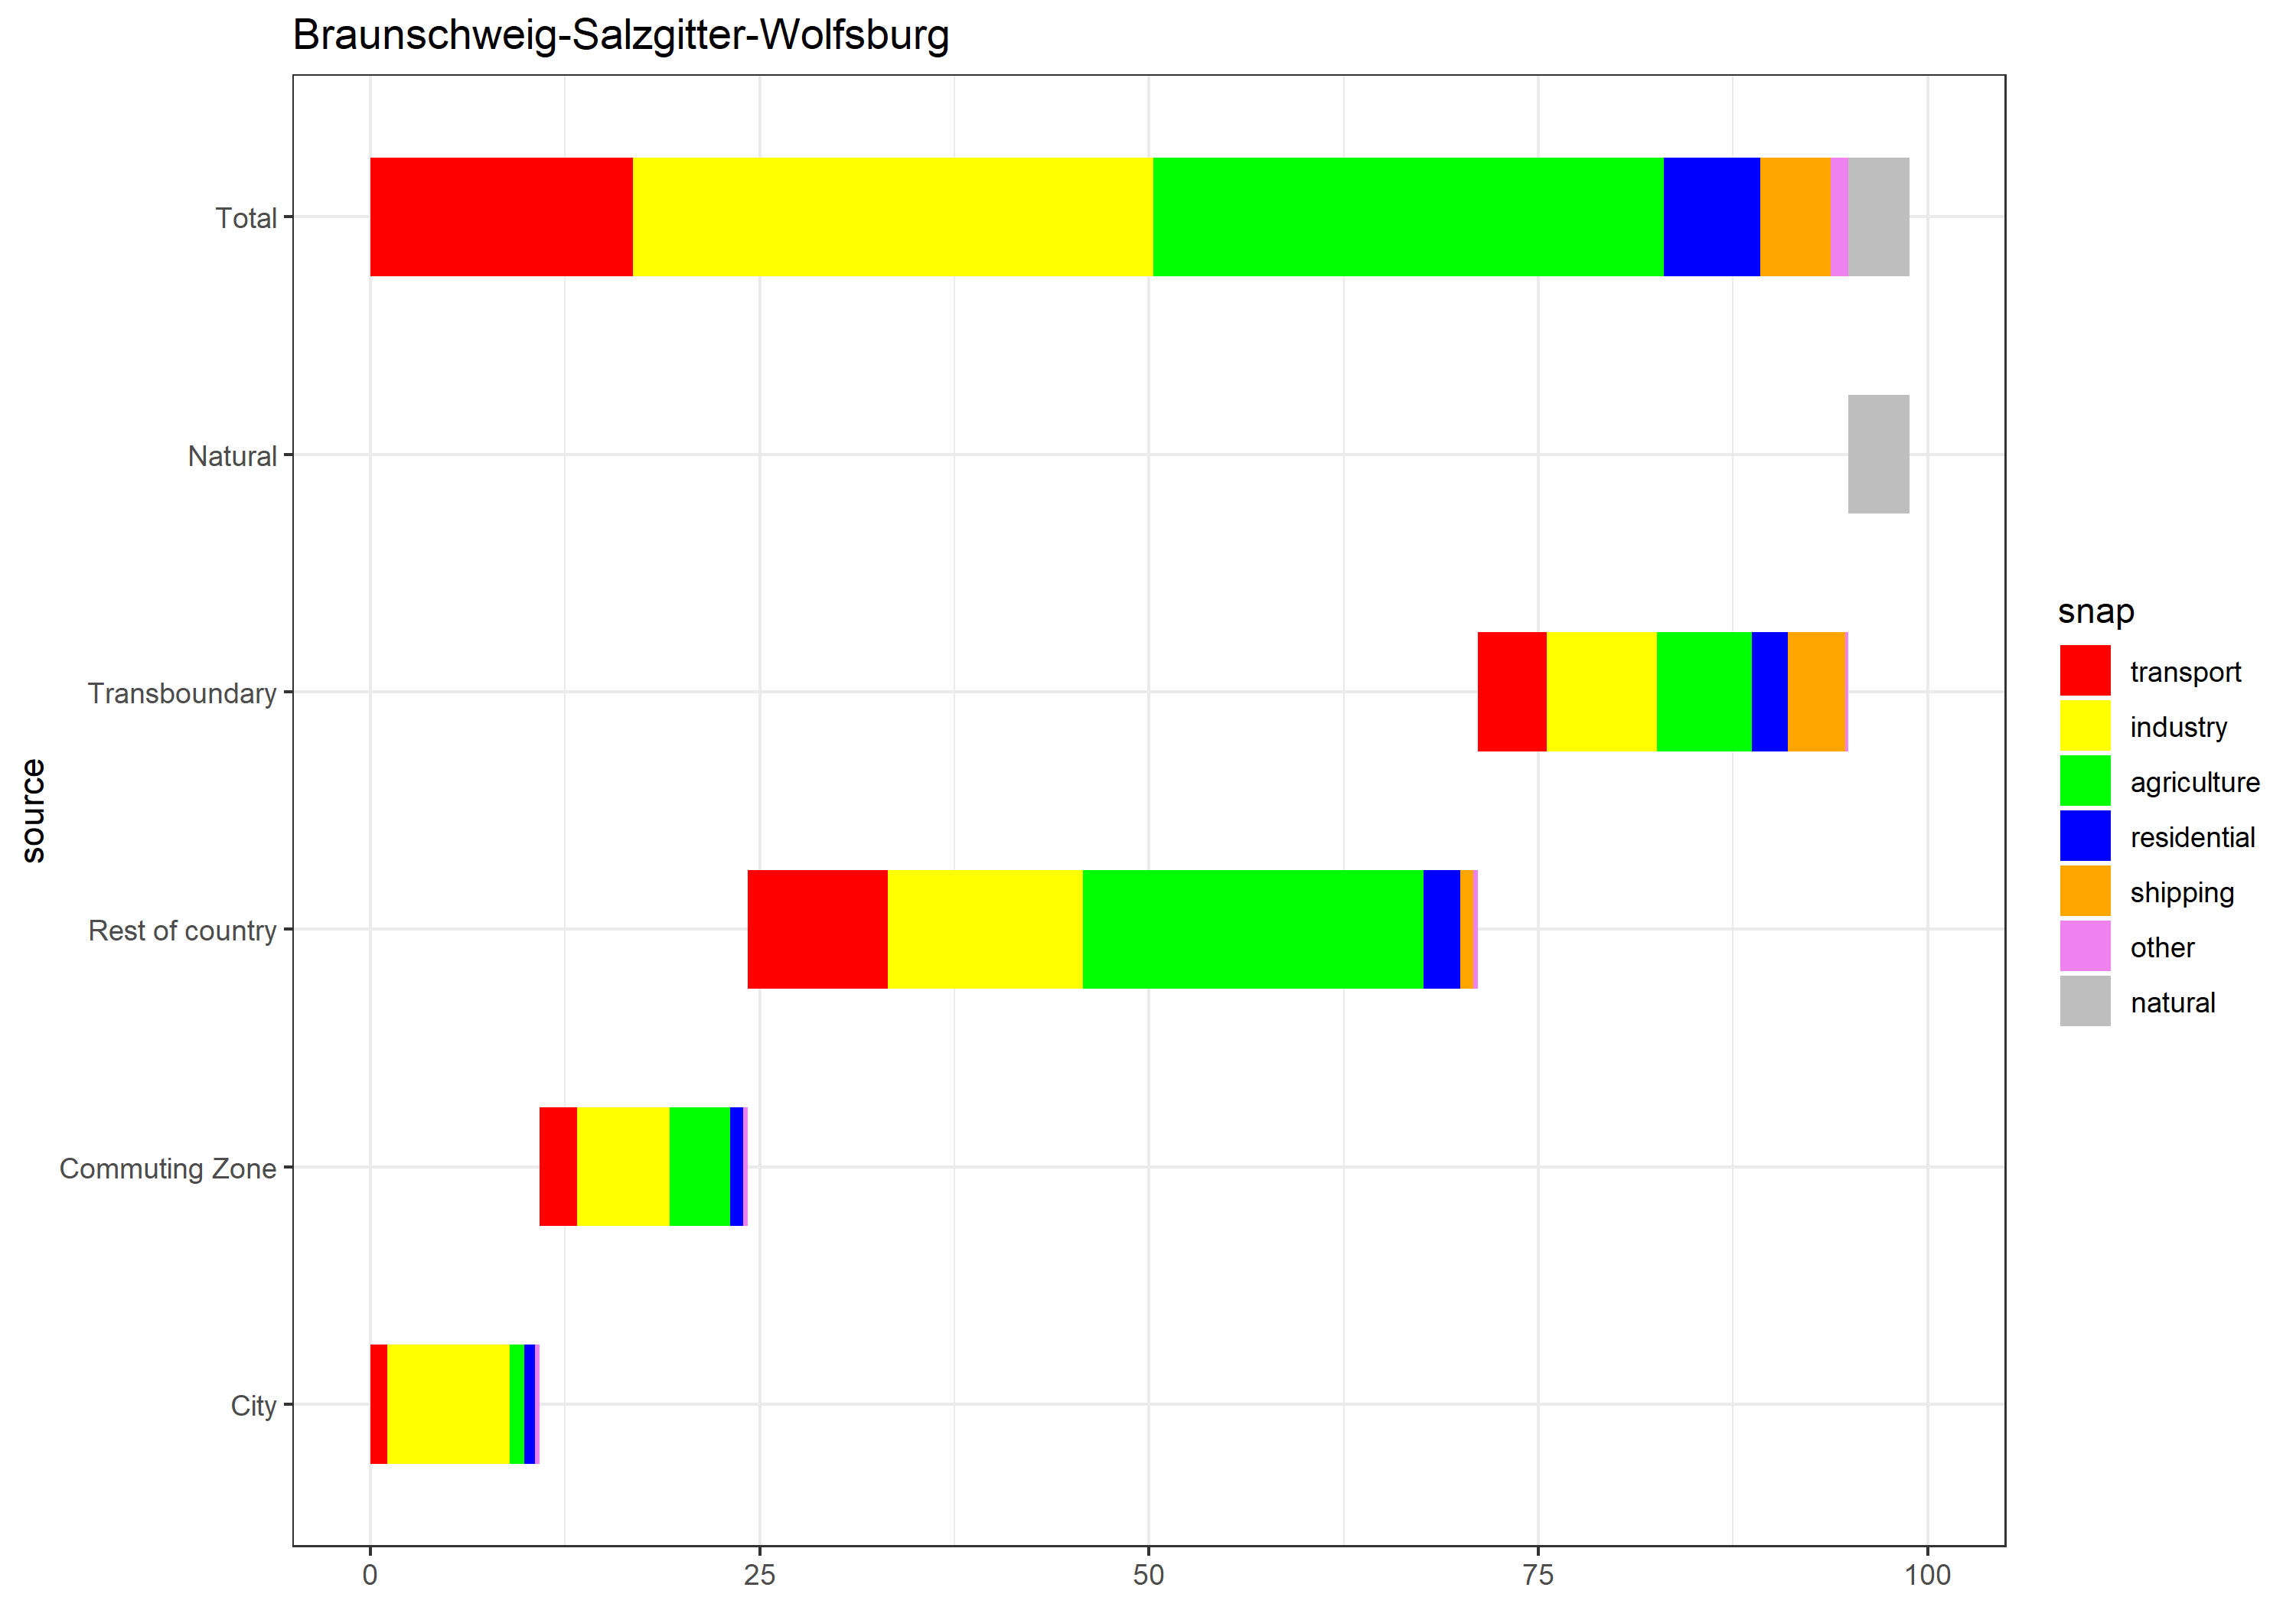 Braunschweig-Salzgitter-Wolfsburg
Total
Natural
Transboundary
Rest of country
Commuting Zone
City
source
0 25 50 75 100
snap
transport
industry
agriculture
residential
shipping
other
natural